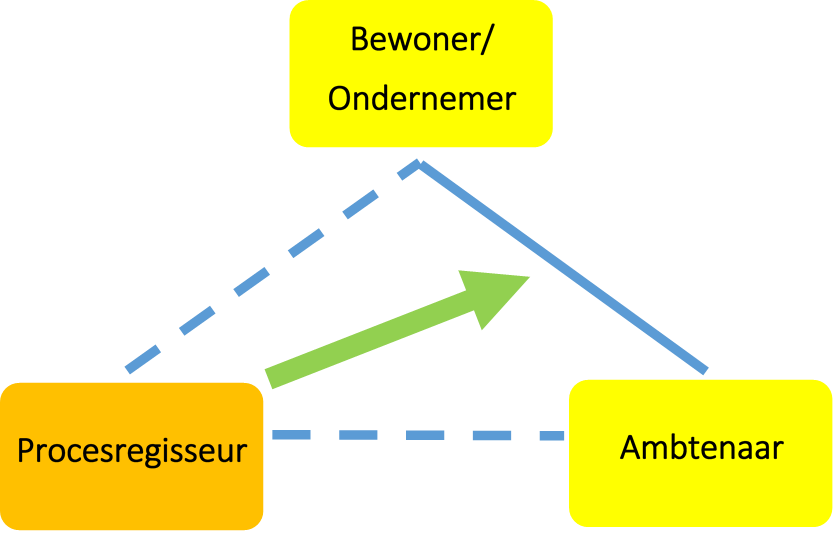 Bewoner/
Ondernemer
Procesregisseur
Ambtenaar